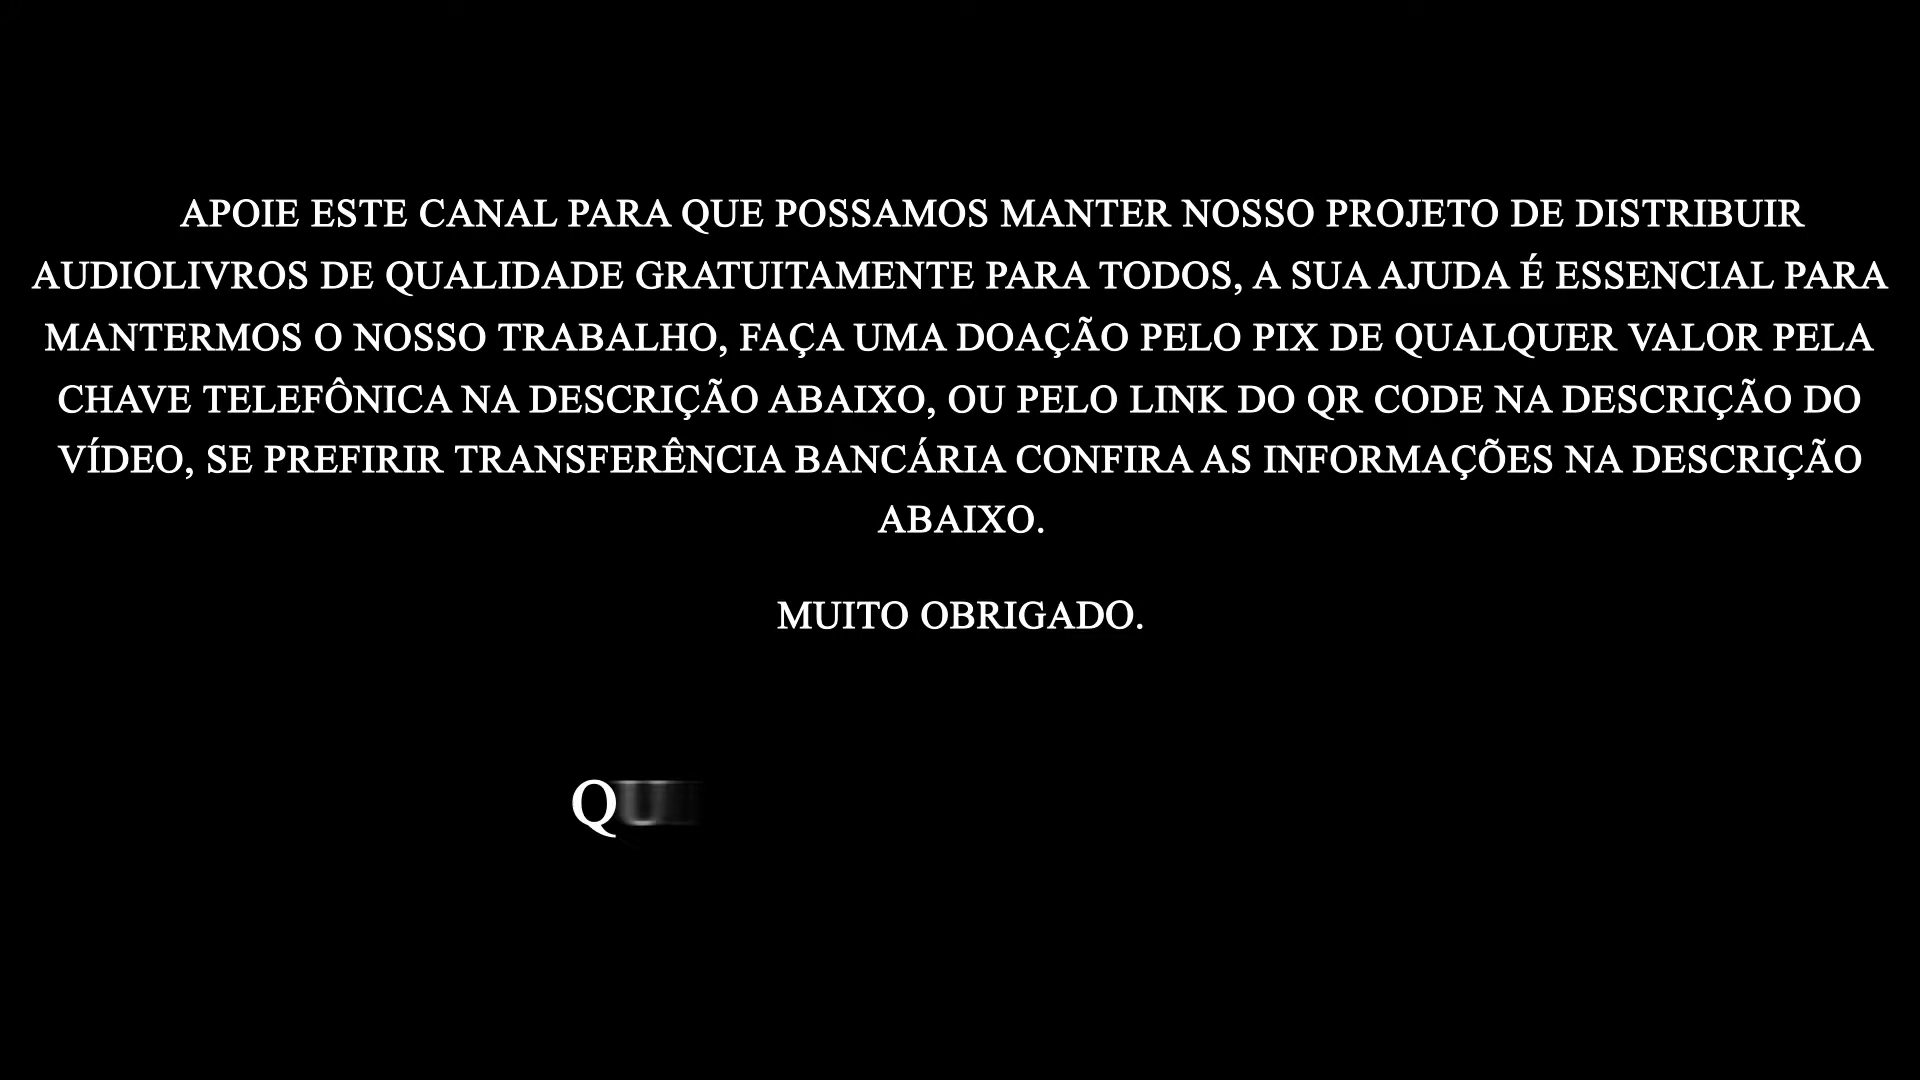 APOIE ESTE CANAL PARA QUE POSSAMOS MANTER NOSSO PROJETO DE DISTRIBUIR
AUDIOLIVROS DE QUALIDADE GRATUITAMENTE PARA TODOS, A SUA AJUDA É ESSENCIAL PARA
MANTERMOS O NOSSO TRABALHO, FAÇA UMA DOAÇÃO PELO PIX DE QUALQUER VALOR PELA
CHAVE TELEFÔNICA NA DESCRIÇÃO ABAIXO, OU PELO LINK DO QR CODE NA DESCRIÇÃO DO
VÍDEO, SE PREFIRIR TRANSFERÊNCIA BANCÁRIA CONFIRA AS INFORMAÇÕES NA DESCRIÇÃO
ABAIXO.
MUITO OBRIGADO.